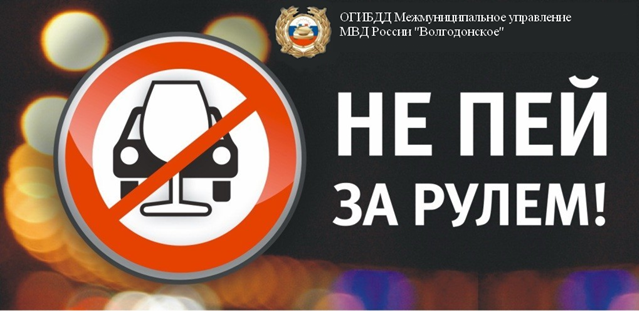 ОГИБДД Межмуниципальное управление
МВД России "Волгодонское"
НЕ ПЕЙ
ЗА РУЛЕМ!